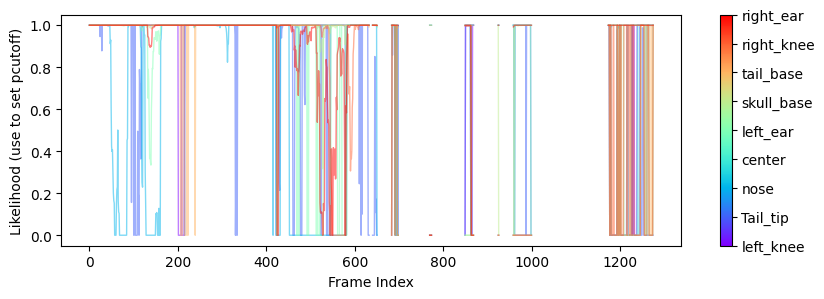 Likelihood (use to set pcutoff)
1.0
0.8
0.6
0.4
0.2
0.0
0
200
400
600
800
1000
1200
Frame Index
right_ear
right_knee
tail_base
skull_base
left_ear
center
nose
Tail_tip
left_knee